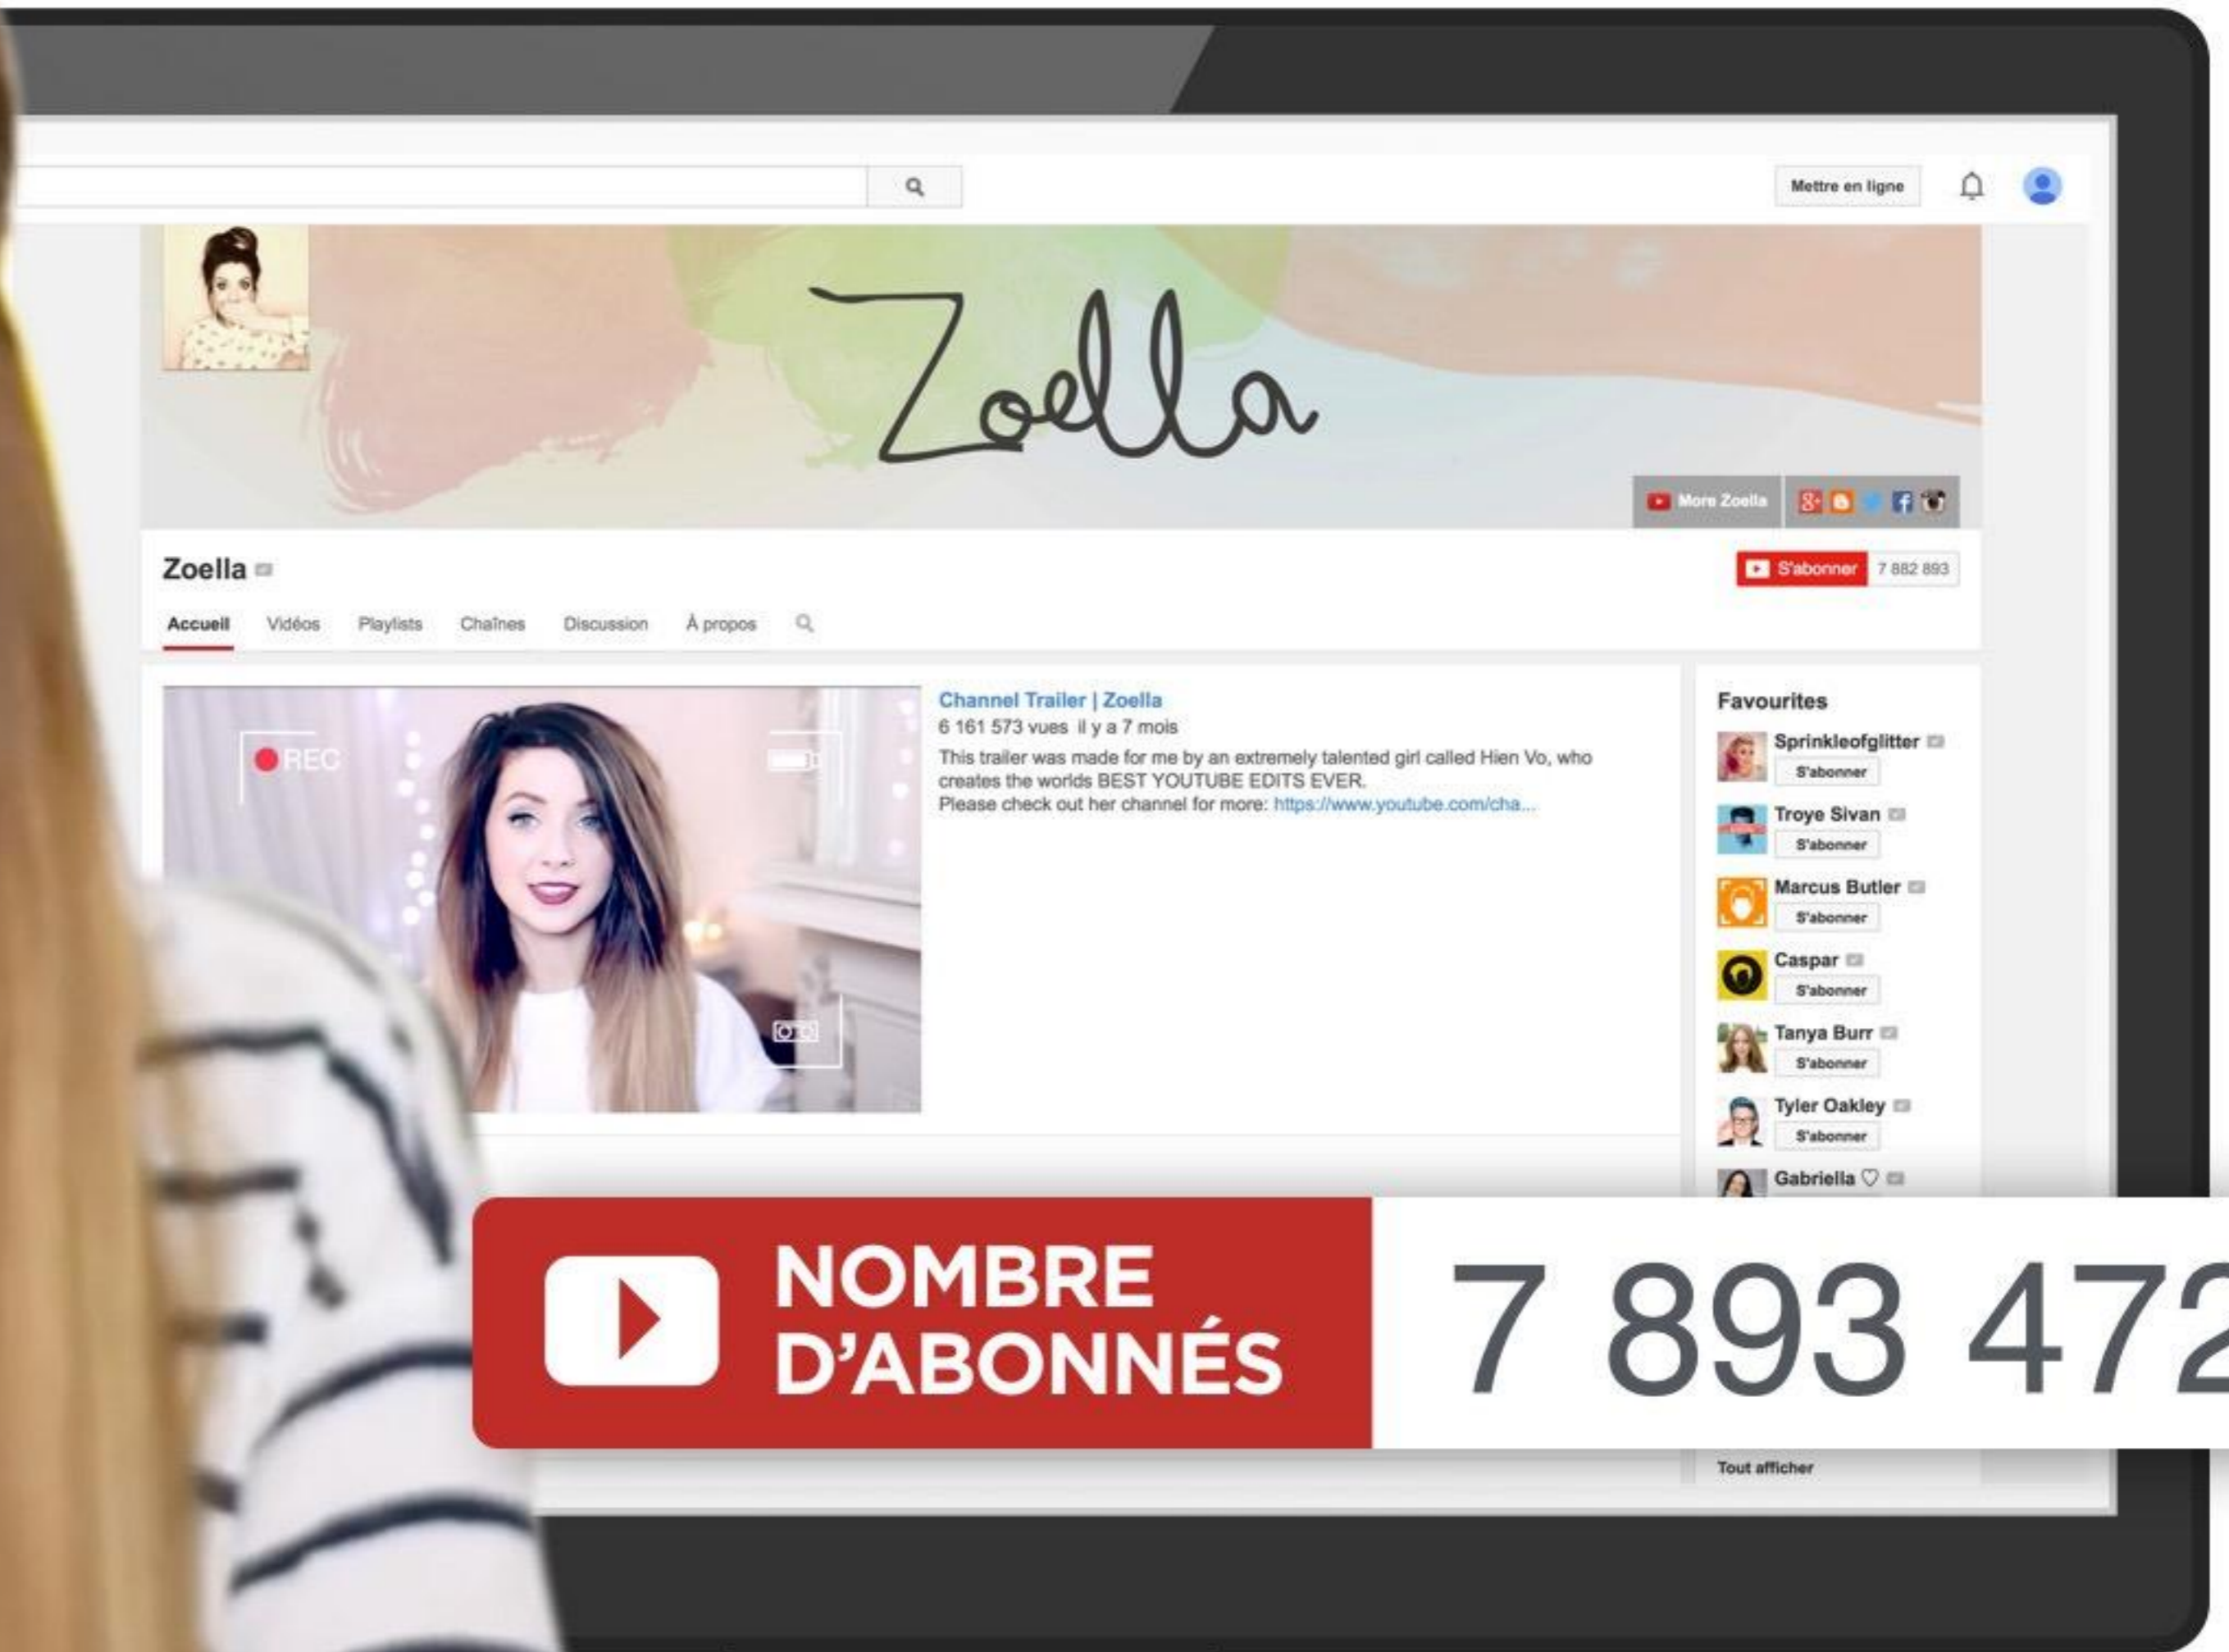 Mettre en ligne
Zoella
More Zoella
Zoella
S'abonner 7 882 893
Accueil Vidéos Playlists Chaînes Discussion À propos
REC
Channel Trailer | Zoella
6 161 573 vues il y a 7 mois
This trailer was made for me by an extremely talented girl called Hien Vo, who
creates the worlds BEST YOUTUBE EDITS EVER.
Please check out her channel for more: https://www.youtube.com/cha...
Favourites
Sprinkleofglitter
S'abonner
Troye Sivan
S'abonner
Marcus Butler
S'abonner
Caspar
S'abonner
Tanya Burr
S'abonner
Tyler Oakley
S'abonner
Gabriella ♡
NOMBRE
D'ABONNÉS
7 893 472
Tout afficher